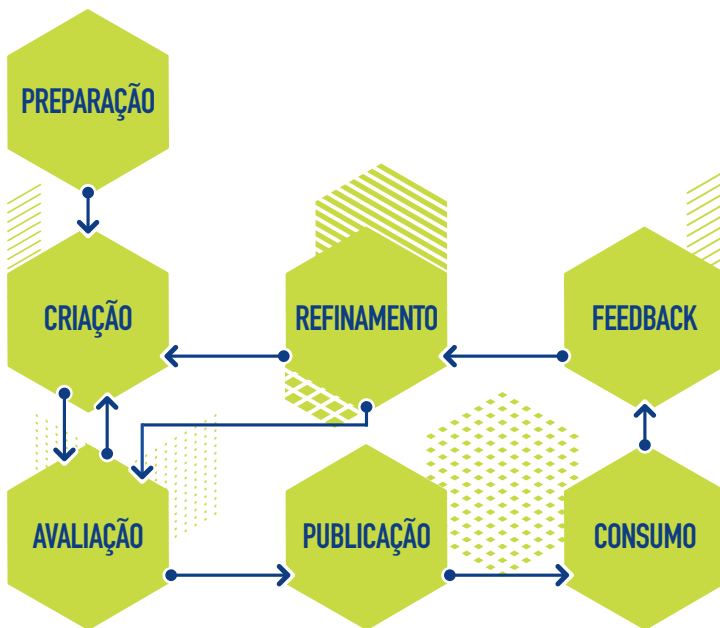 PREPARAÇÃO
CRIAÇÃO
REFINAMENTO
FEEDBACK
AVALIAÇÃO
PUBLICAÇÃO
CONSUMO